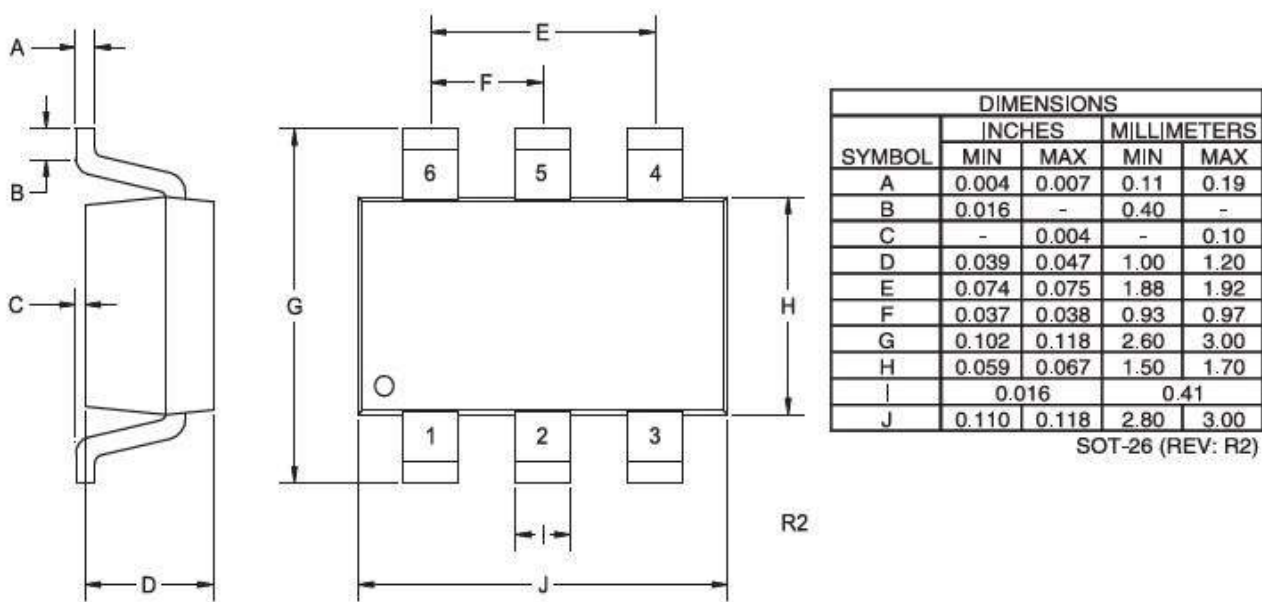 A
B
C
D
E
F
G
H
I
J
6 5 4
1 2 3
R2
DIMENSIONS
INCHES MILLIMETERS
SYMBOL MIN MAX MIN MAX
A 0.004 0.007 0.11 0.19
B 0.016 - 0.40 -
C - 0.004 - 0.10
D 0.039 0.047 1.00 1.20
E 0.074 0.075 1.88 1.92
F 0.037 0.038 0.93 0.97
G 0.102 0.118 2.60 3.00
H 0.059 0.067 1.50 1.70
I 0.016 0.41
J 0.110 0.118 2.80 3.00
SOT-26 (REV: R2)